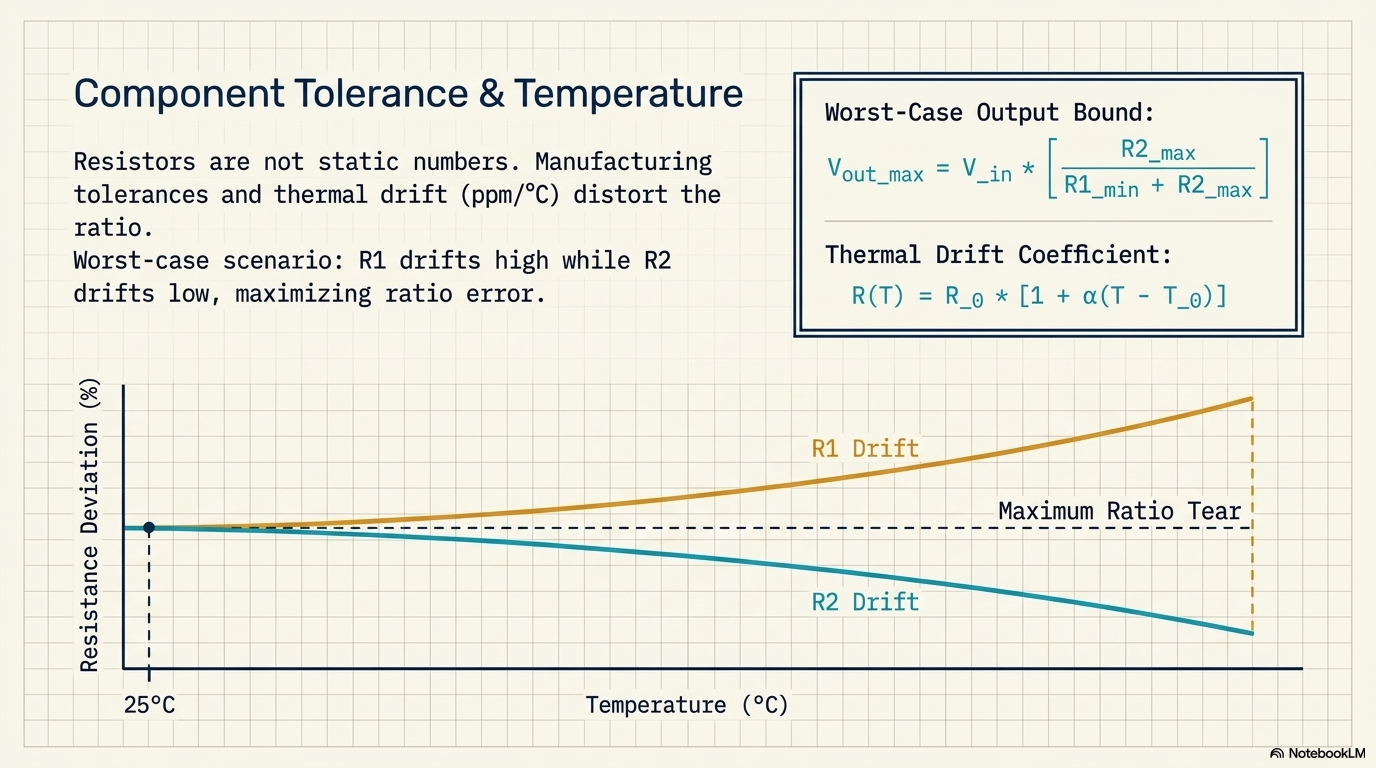 Component Tolerance & Temperature
Resistors are not static numbers. Manufacturing
tolerances and thermal drift (ppm/°C) distort the
ratio.
Worst-case scenario: R1 drifts high while R2
drifts low, maximizing ratio error.
Worst-Case Output Bound:
V_out_max = V_in * [ R2_max / R1_min + R2_max ]
Thermal Drift Coefficient:
R(T) = R_0 * [1 + α(T - T_0)]
Resistance Deviation (%)
R1 Drift
Maximum Ratio Tear
R2 Drift
25°C
Temperature (°C)
NotebookLM